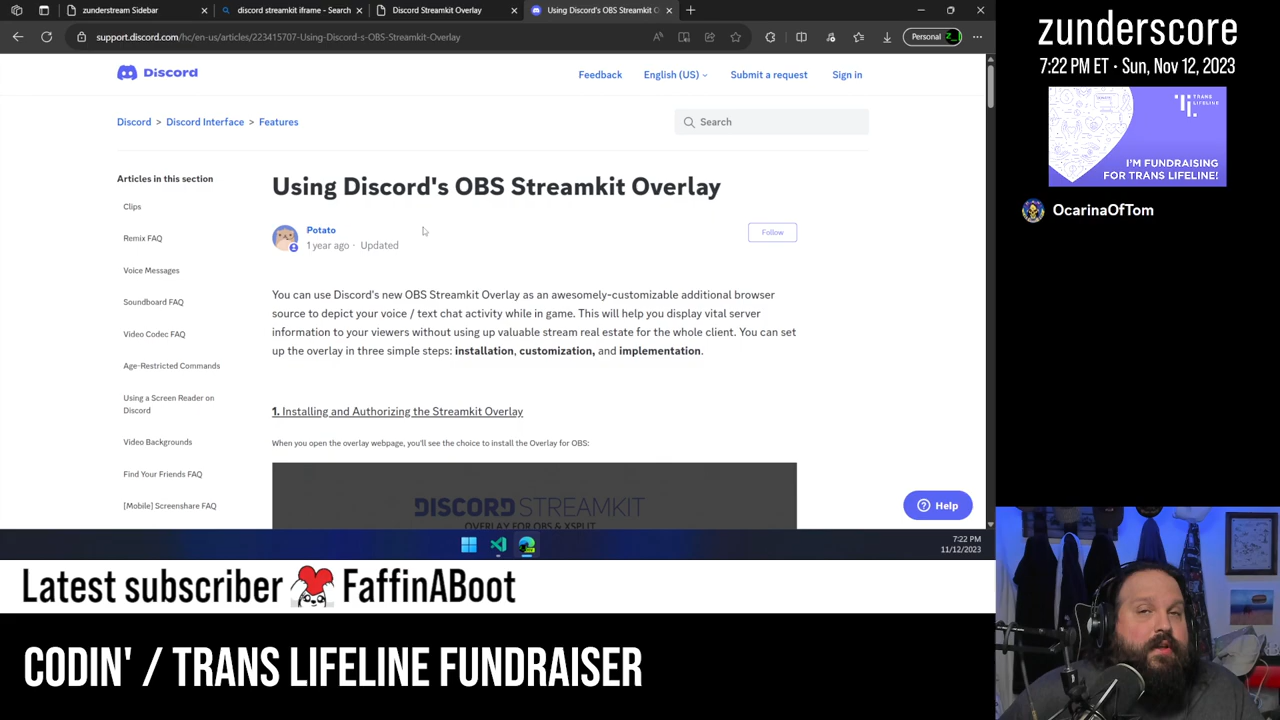 zunderstream Sidebar
discord streamkit iframe - Search
Discord Streamkit Overlay
Using Discord's OBS Streamkit O
support.discord.com/hc/en-us/articles/223415707-Using-Discord-s-OBS-Streamkit-Overlay
Personal
Discord
Feedback
English (US)
Submit a request
Sign in
Discord > Discord Interface > Features
Search
Articles in this section
Clips
Remix FAQ
Voice Messages
Soundboard FAQ
Video Codec FAQ
Age-Restricted Commands
Using a Screen Reader on
Discord
Video Backgrounds
Find Your Friends FAQ
[Mobile] Screenshare FAQ
Using Discord's OBS Streamkit Overlay
Potato
1 year ago · Updated
Follow
You can use Discord's new OBS Streamkit Overlay as an awesomely-customizable additional browser
source to depict your voice / text chat activity while in game. This will help you display vital server
information to your viewers without using up valuable stream real estate for the whole client. You can set
up the overlay in three simple steps: installation, customization, and implementation.
1. Installing and Authorizing the Streamkit Overlay
When you open the overlay webpage, you'll see the choice to install the Overlay for OBS:
DISCORD STREAMKIT
OVERLAY FOR OBS & XSPLIT
Help
7:22 PM
11/12/2023
zunderscore
7:22 PM ET · Sun, Nov 12, 2023
TRANS
LIFELINE
I'M FUNDRAISING
FOR TRANS LIFELINE!
OcarinaOfTom
Latest subscriber FaffinABoot
CODIN' / TRANS LIFELINE FUNDRAISER